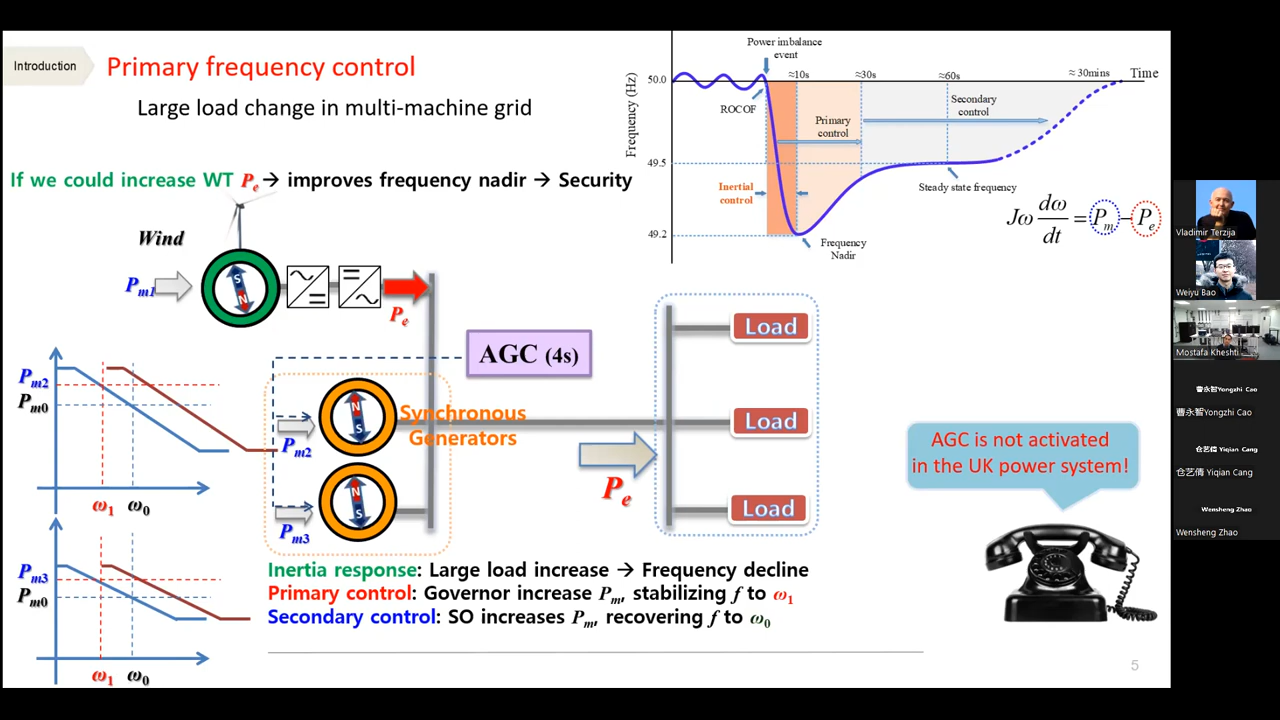 Introduction
Primary frequency control
Large load change in multi-machine grid
If we could increase WT Pe → improves frequency nadir → Security
Wind
Pm1
Pe
AGC (4s)
Synchronous
Generators
Pm2
Pm3
Pe
Load
Load
Load
Pm2
Pm0
ω1
ω0
Pm3
Pm0
ω1
ω0
Inertia response: Large load increase → Frequency decline
Primary control: Governor increase Pm, stabilizing f to ω1
Secondary control: SO increases Pm, recovering f to ω0
Power imbalance
event
Frequency (Hz)
50.0
49.5
49.2
≈10s
≈30s
≈60s
≈ 30mins
Time
ROCOF
Primary
control
Secondary
control
Inertial
control
Steady state frequency
Frequency
Nadir
Jω dω/dt = Pm − Pe
AGC is not activated
in the UK power system!
5
S
N
N
S
N
S
Vladimir Terzija
Weiyu Bao
Mostafa Kheshti
曹永智Yongzhi Cao
曹永智Yongzhi Cao
仓艺倩 Yiqian Cang
仓艺倩 Yiqian Cang
Wensheng Zhao
Wensheng Zhao